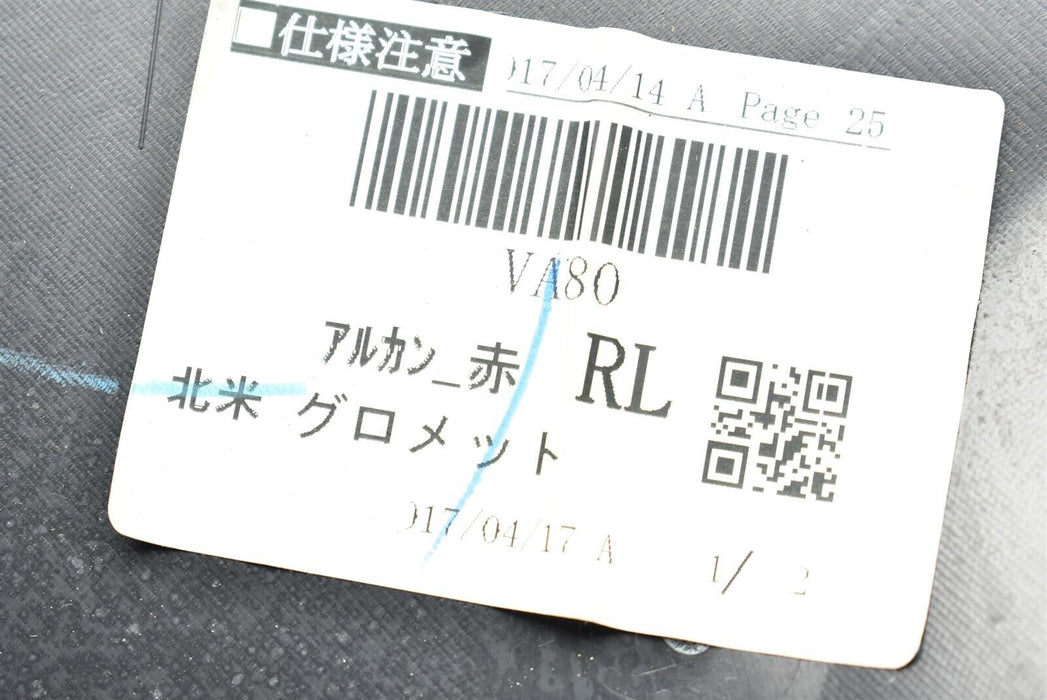 仕様注意
017/04/14 A Page 25
VA80
ｱﾙｶﾝ_赤 RL
北米 グロメット
017/04/17 A 1/ 2